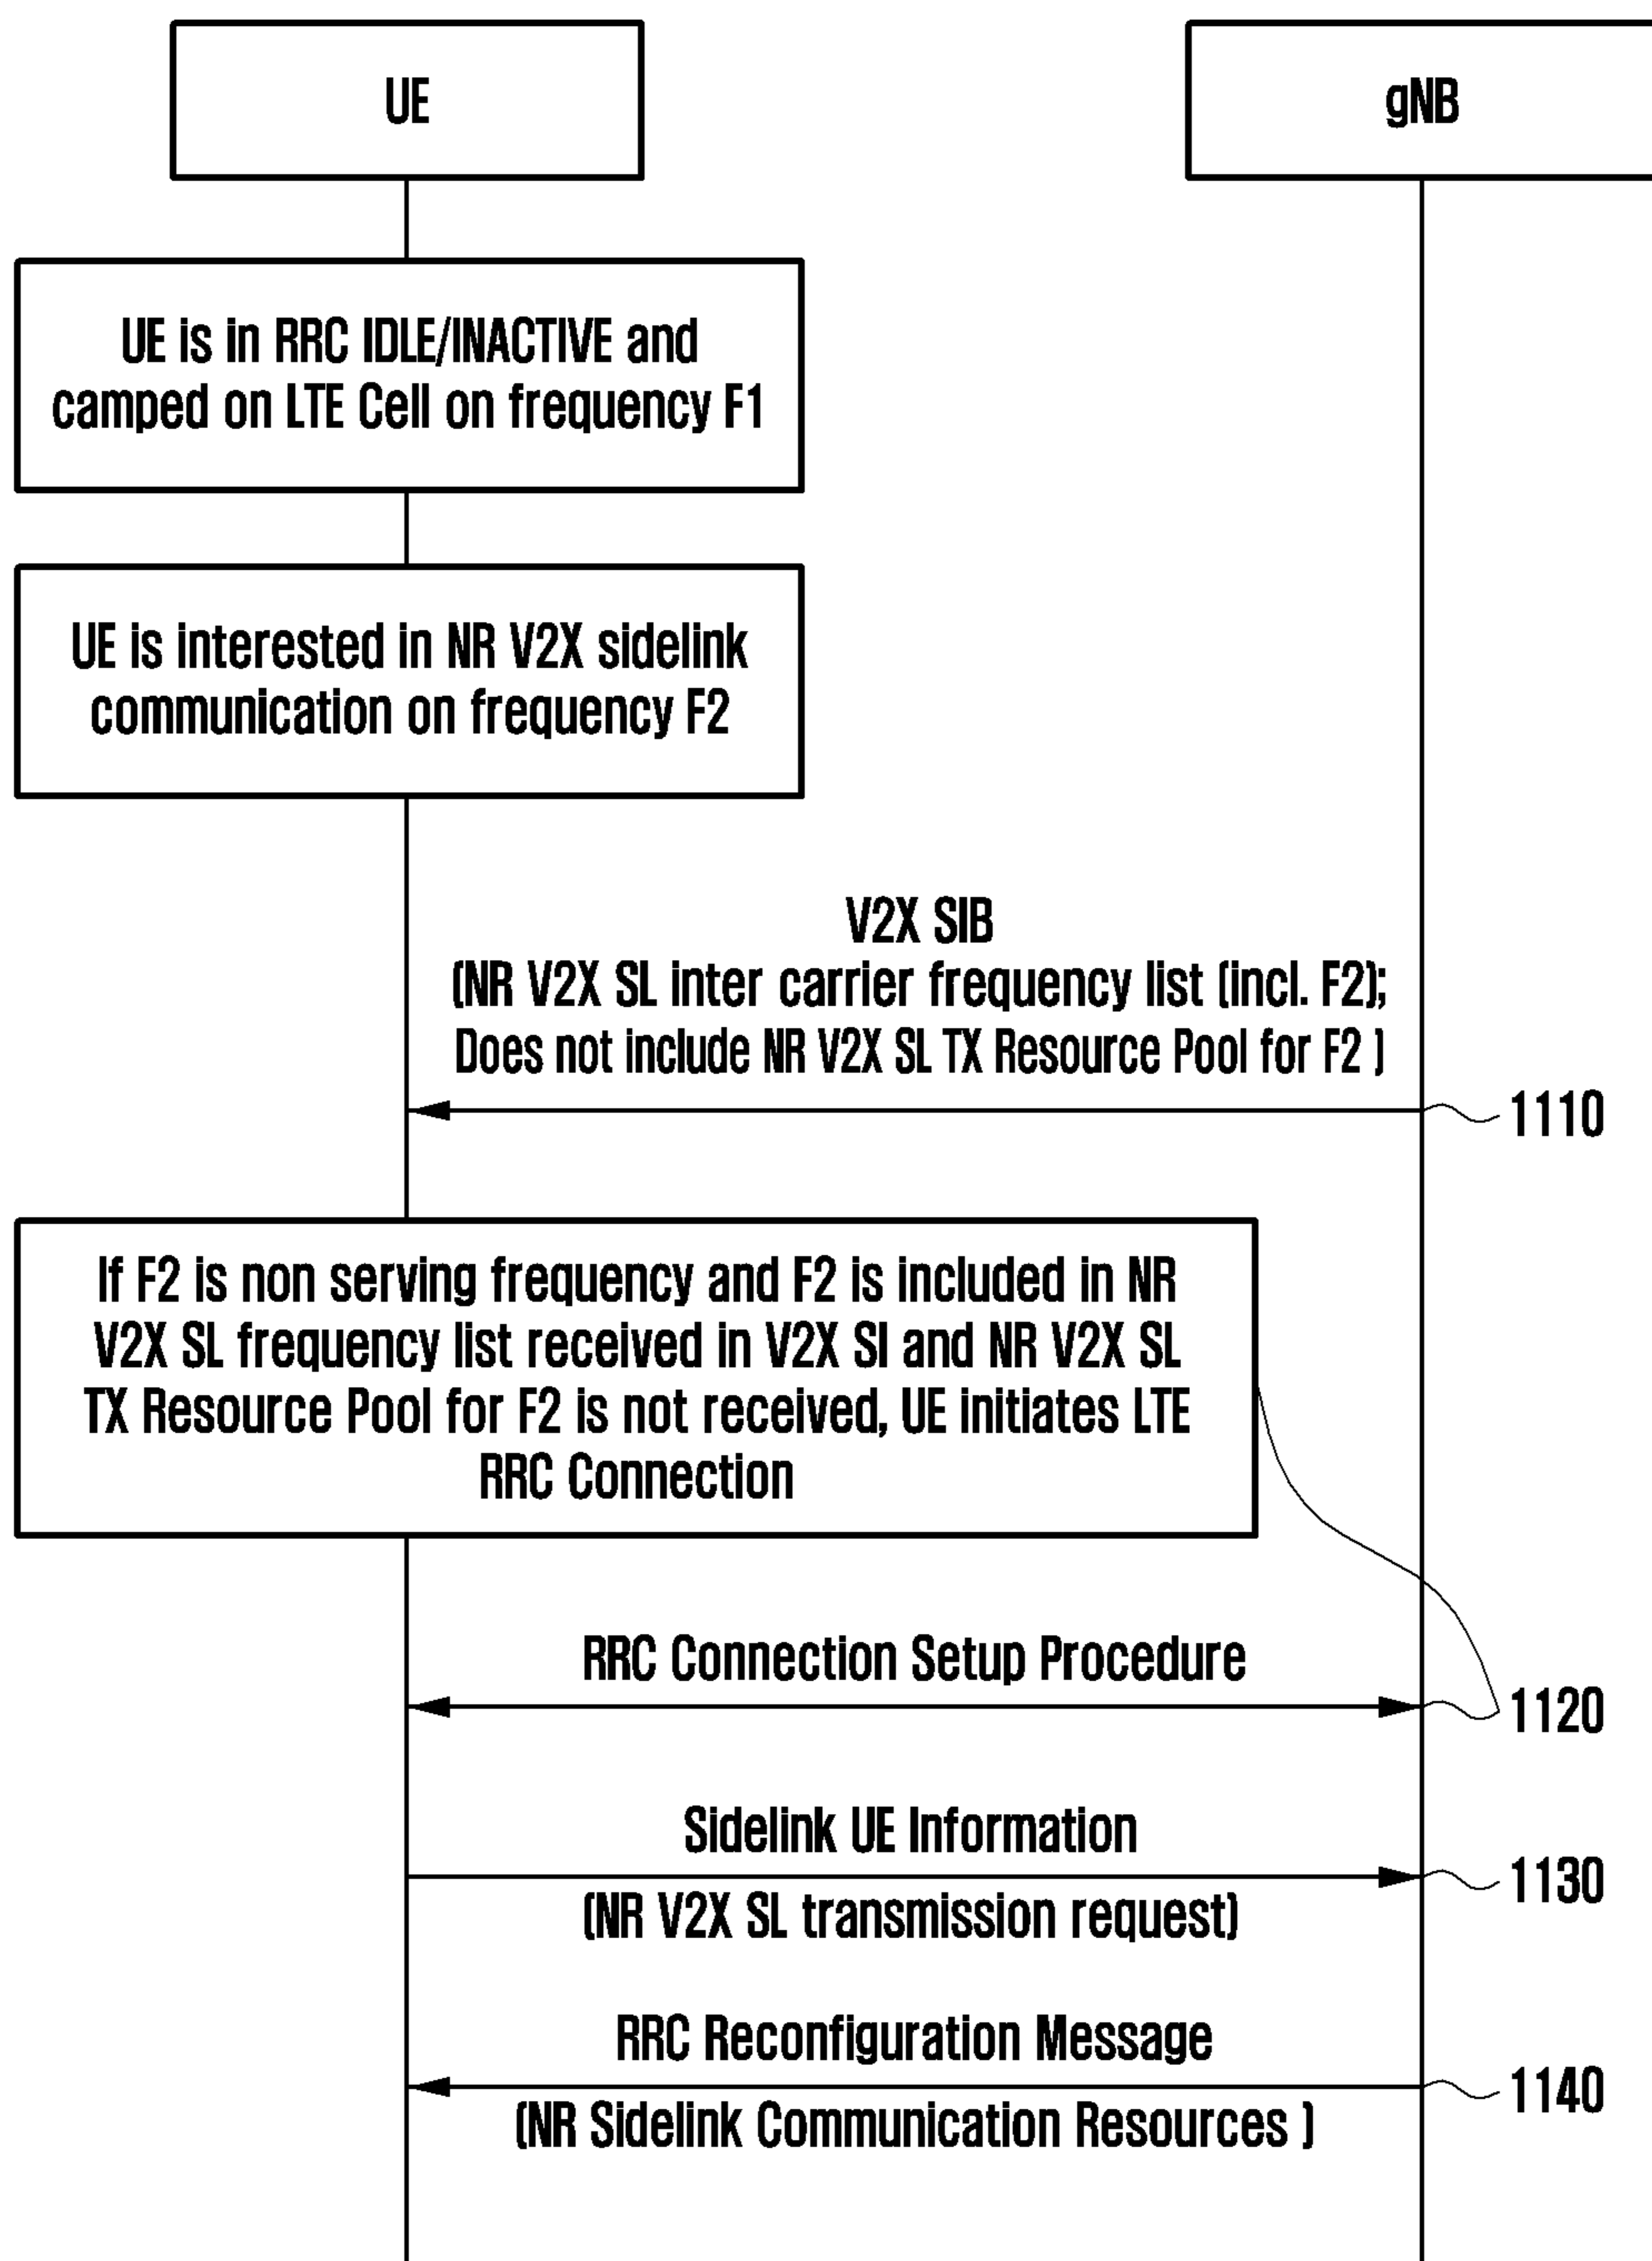 UE
gNB
UE is in RRC IDLE/INACTIVE and
camped on LTE Cell on frequency F1
UE is interested in NR V2X sidelink
communication on frequency F2
V2X SIB
(NR V2X SL inter carrier frequency list (incl. F2);
Does not include NR V2X SL TX Resource Pool for F2 )
1110
If F2 is non serving frequency and F2 is included in NR
V2X SL frequency list received in V2X SI and NR V2X SL
TX Resource Pool for F2 is not received, UE initiates LTE
RRC Connection
RRC Connection Setup Procedure
1120
Sidelink UE Information
1130
(NR V2X SL transmission request)
RRC Reconfiguration Message
1140
(NR Sidelink Communication Resources )